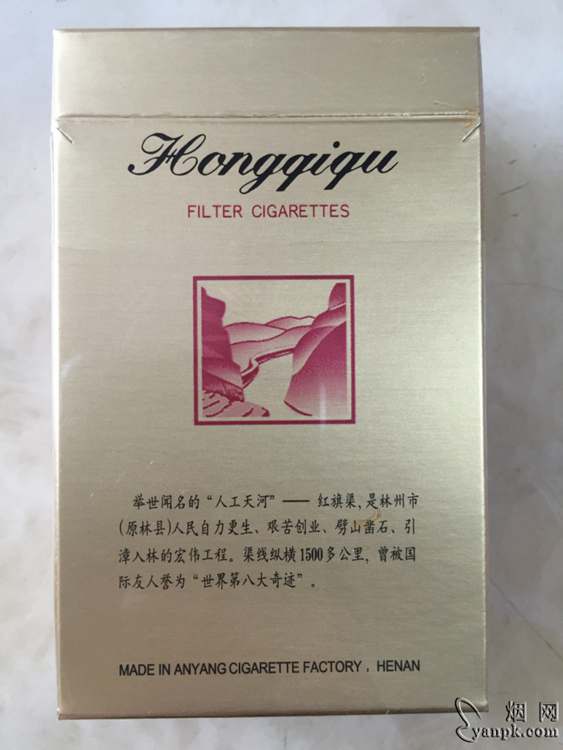 Hongqiqu
FILTER CIGARETTES
举世闻名的“人工天河”—— 红旗渠，是林州市
(原林县)人民自力更生、艰苦创业、劈山凿石、引
漳入林的宏伟工程。渠线纵横1500多公里，曾被国
际友人誉为“世界第八大奇迹”。
MADE IN ANYANG CIGARETTE FACTORY , HENAN
烟网
yanpk.com